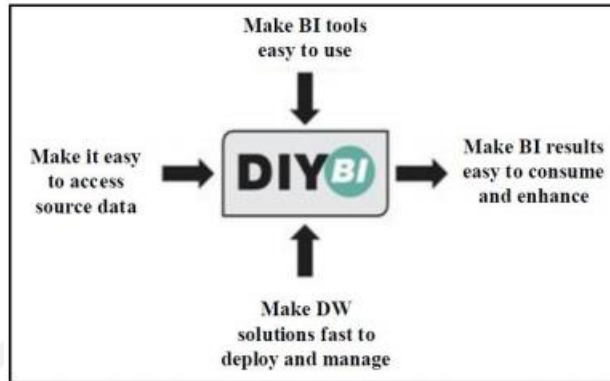 Make BI tools
easy to use
Make it easy
to access
source data
DIY BI
Make BI results
easy to consume
and enhance
Make DW
solutions fast to
deploy and manage